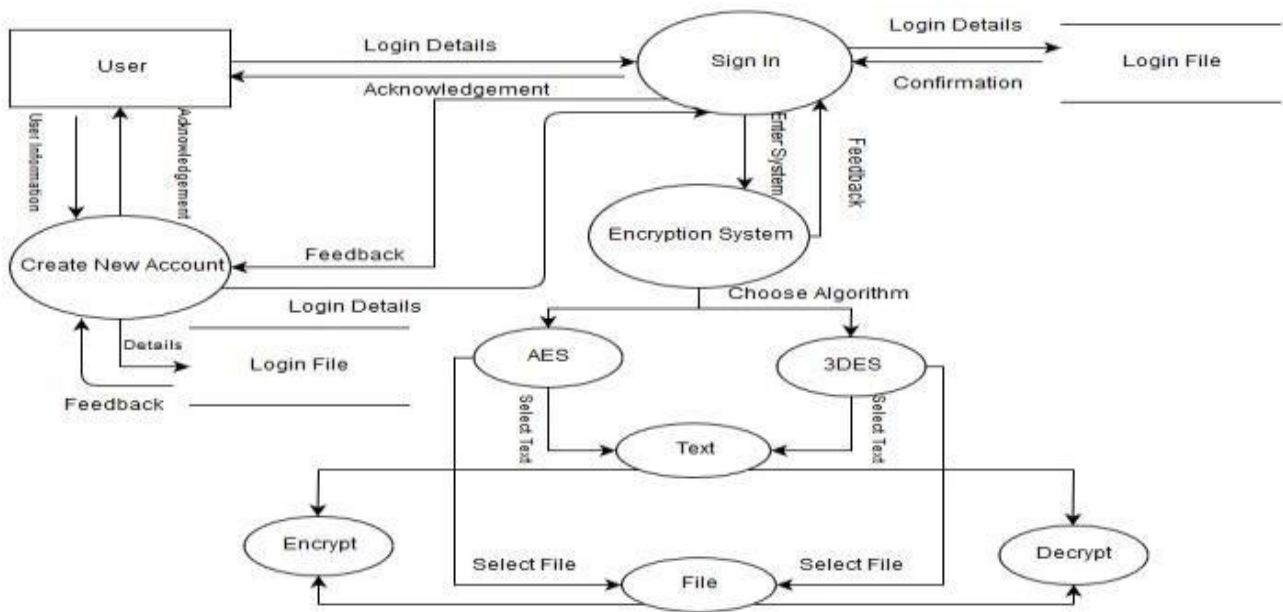 User
Login Details
Sign In
Login Details
Login File
Acknowledgement
Confirmation
User Information
Acknowledgement
Enter System
Feedback
Encryption System
Create New Account
Feedback
Login Details
Choose Algorithm
Details
Login File
Feedback
AES
3DES
Select Text
Select Text
Text
Encrypt
Decrypt
Select File
File
Select File